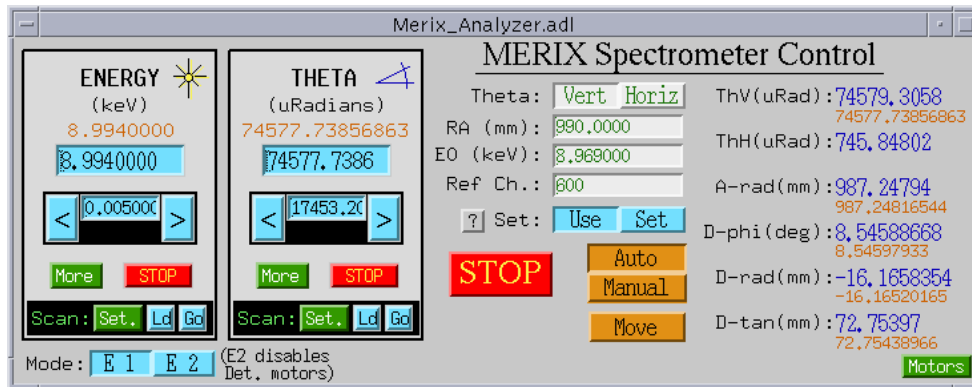 Merix_Analyzer.adl
MERIX Spectrometer Control
ENERGY
(keV)
8.9940000
8.9940000
< 0.005000 >
More STOP
Scan: Set. Ld Go
THETA
(uRadians)
74577.73856863
74577.7386
< 17453.20 >
More STOP
Scan: Set. Ld Go
Mode: E 1 E 2 (E2 disables
Det. motors)
Theta: Vert Horiz
RA (mm): 990.0000
EO (keV): 8.969000
Ref Ch.: 600
? Set: Use Set
STOP
Auto
Manual
Move
ThV(uRad): 74579.3058
74577.73856863
ThH(uRad): 745.84802
A-rad(mm): 987.24794
987.24816544
D-phi(deg): 8.54588668
8.54597933
D-rad(mm): -16.1658354
-16.16520165
D-tan(mm): 72.75397
72.75438966
Motors